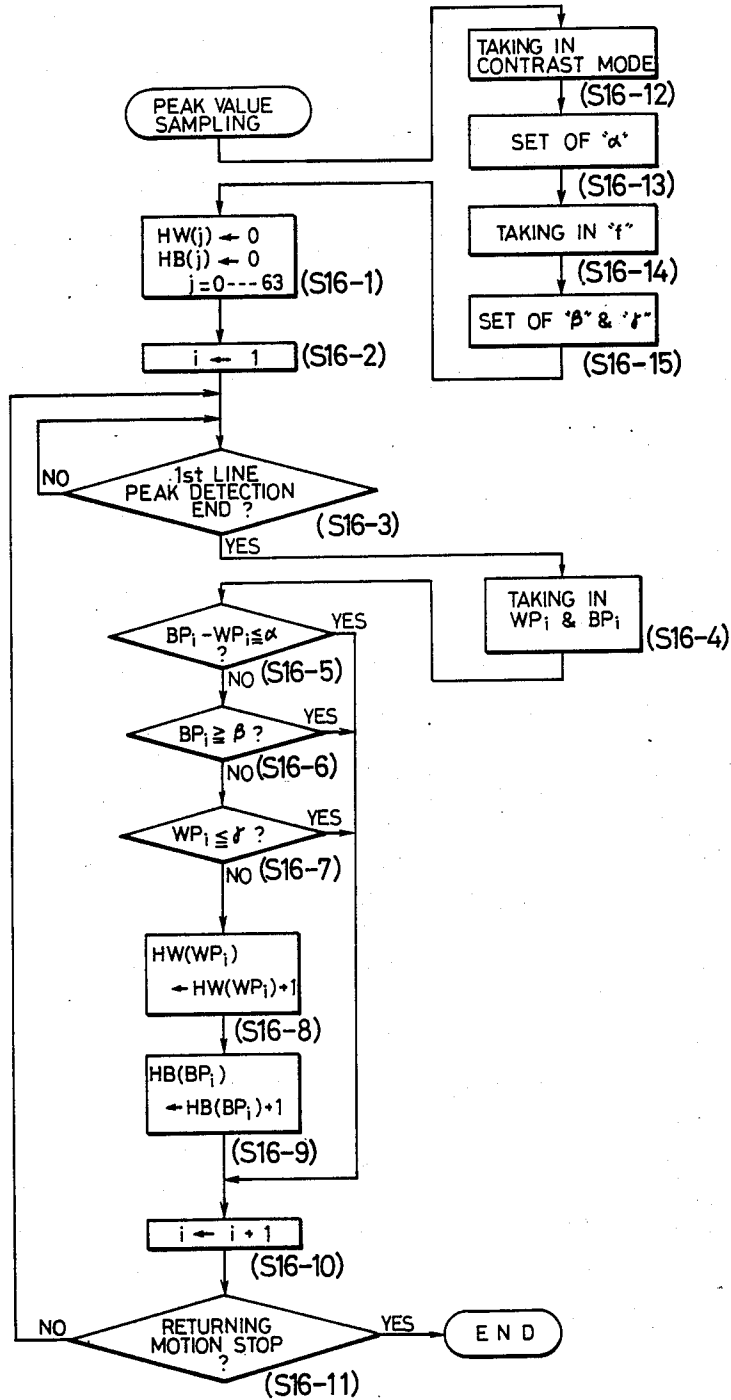 PEAK VALUE
SAMPLING
TAKING IN
CONTRAST MODE
(S16-12)
SET OF "α"
(S16-13)
TAKING IN "f"
(S16-14)
SET OF "β" & "γ"
(S16-15)
HW(j) ← 0
HB(j) ← 0
j=0---63
(S16-1)
i ← 1
(S16-2)
NO
1st LINE
PEAK DETECTION
END ?
(S16-3)
YES
TAKING IN
WPi & BPi
(S16-4)
BPi-WPi≦α
?
YES
NO (S16-5)
BPi≧β ?
YES
NO (S16-6)
WPi≦γ ?
YES
NO (S16-7)
HW(WPi)
←HW(WPi)+1
(S16-8)
HB(BPi)
←HB(BPi)+1
(S16-9)
i ← i + 1
(S16-10)
NO
RETURNING
MOTION STOP
?
YES
END
(S16-11)